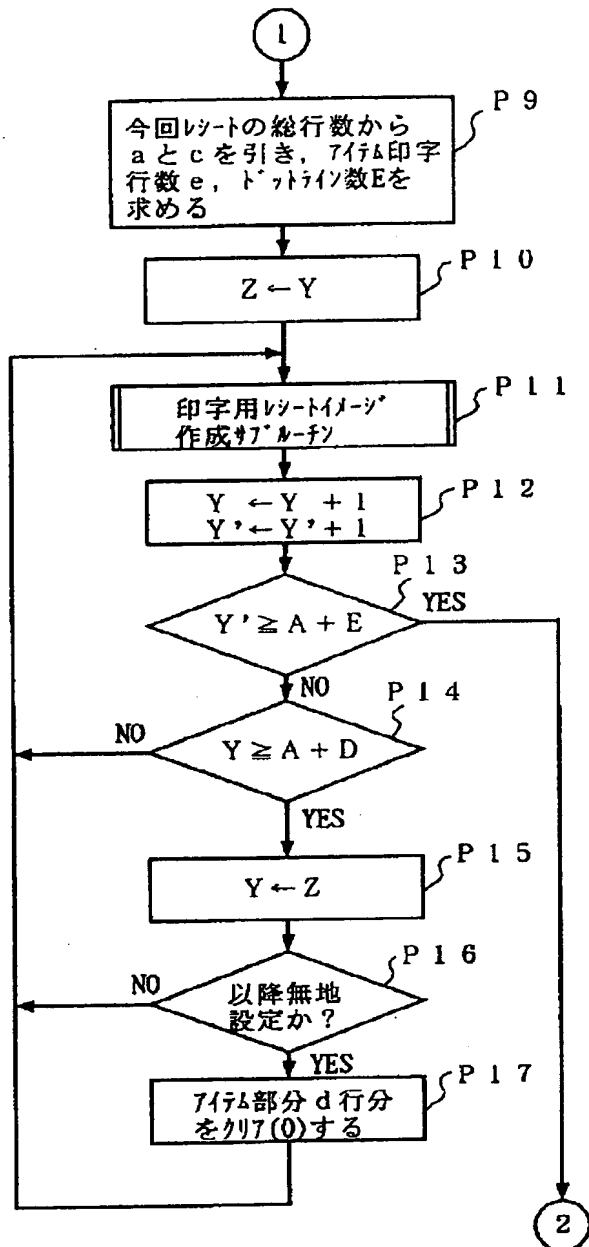 1
P9
今回ﾚｼｰﾄの総行数から
aとcを引き，ｱｲﾃﾑ印字
行数e，ﾄﾞｯﾄﾗｲﾝ数Eを
求める
P10
Z←Y
P11
印字用ﾚｼｰﾄｲﾒｰｼﾞ
作成ｻﾌﾞﾙｰﾁﾝ
P12
Y ←Y +1
Y'←Y'+1
P13
YES
Y'≧A+E
NO
P14
NO
Y≧A+D
YES
P15
Y←Z
P16
NO
以降無地
設定か？
YES
P17
ｱｲﾃﾑ部分d行分
をｸﾘｱ(0)する
2